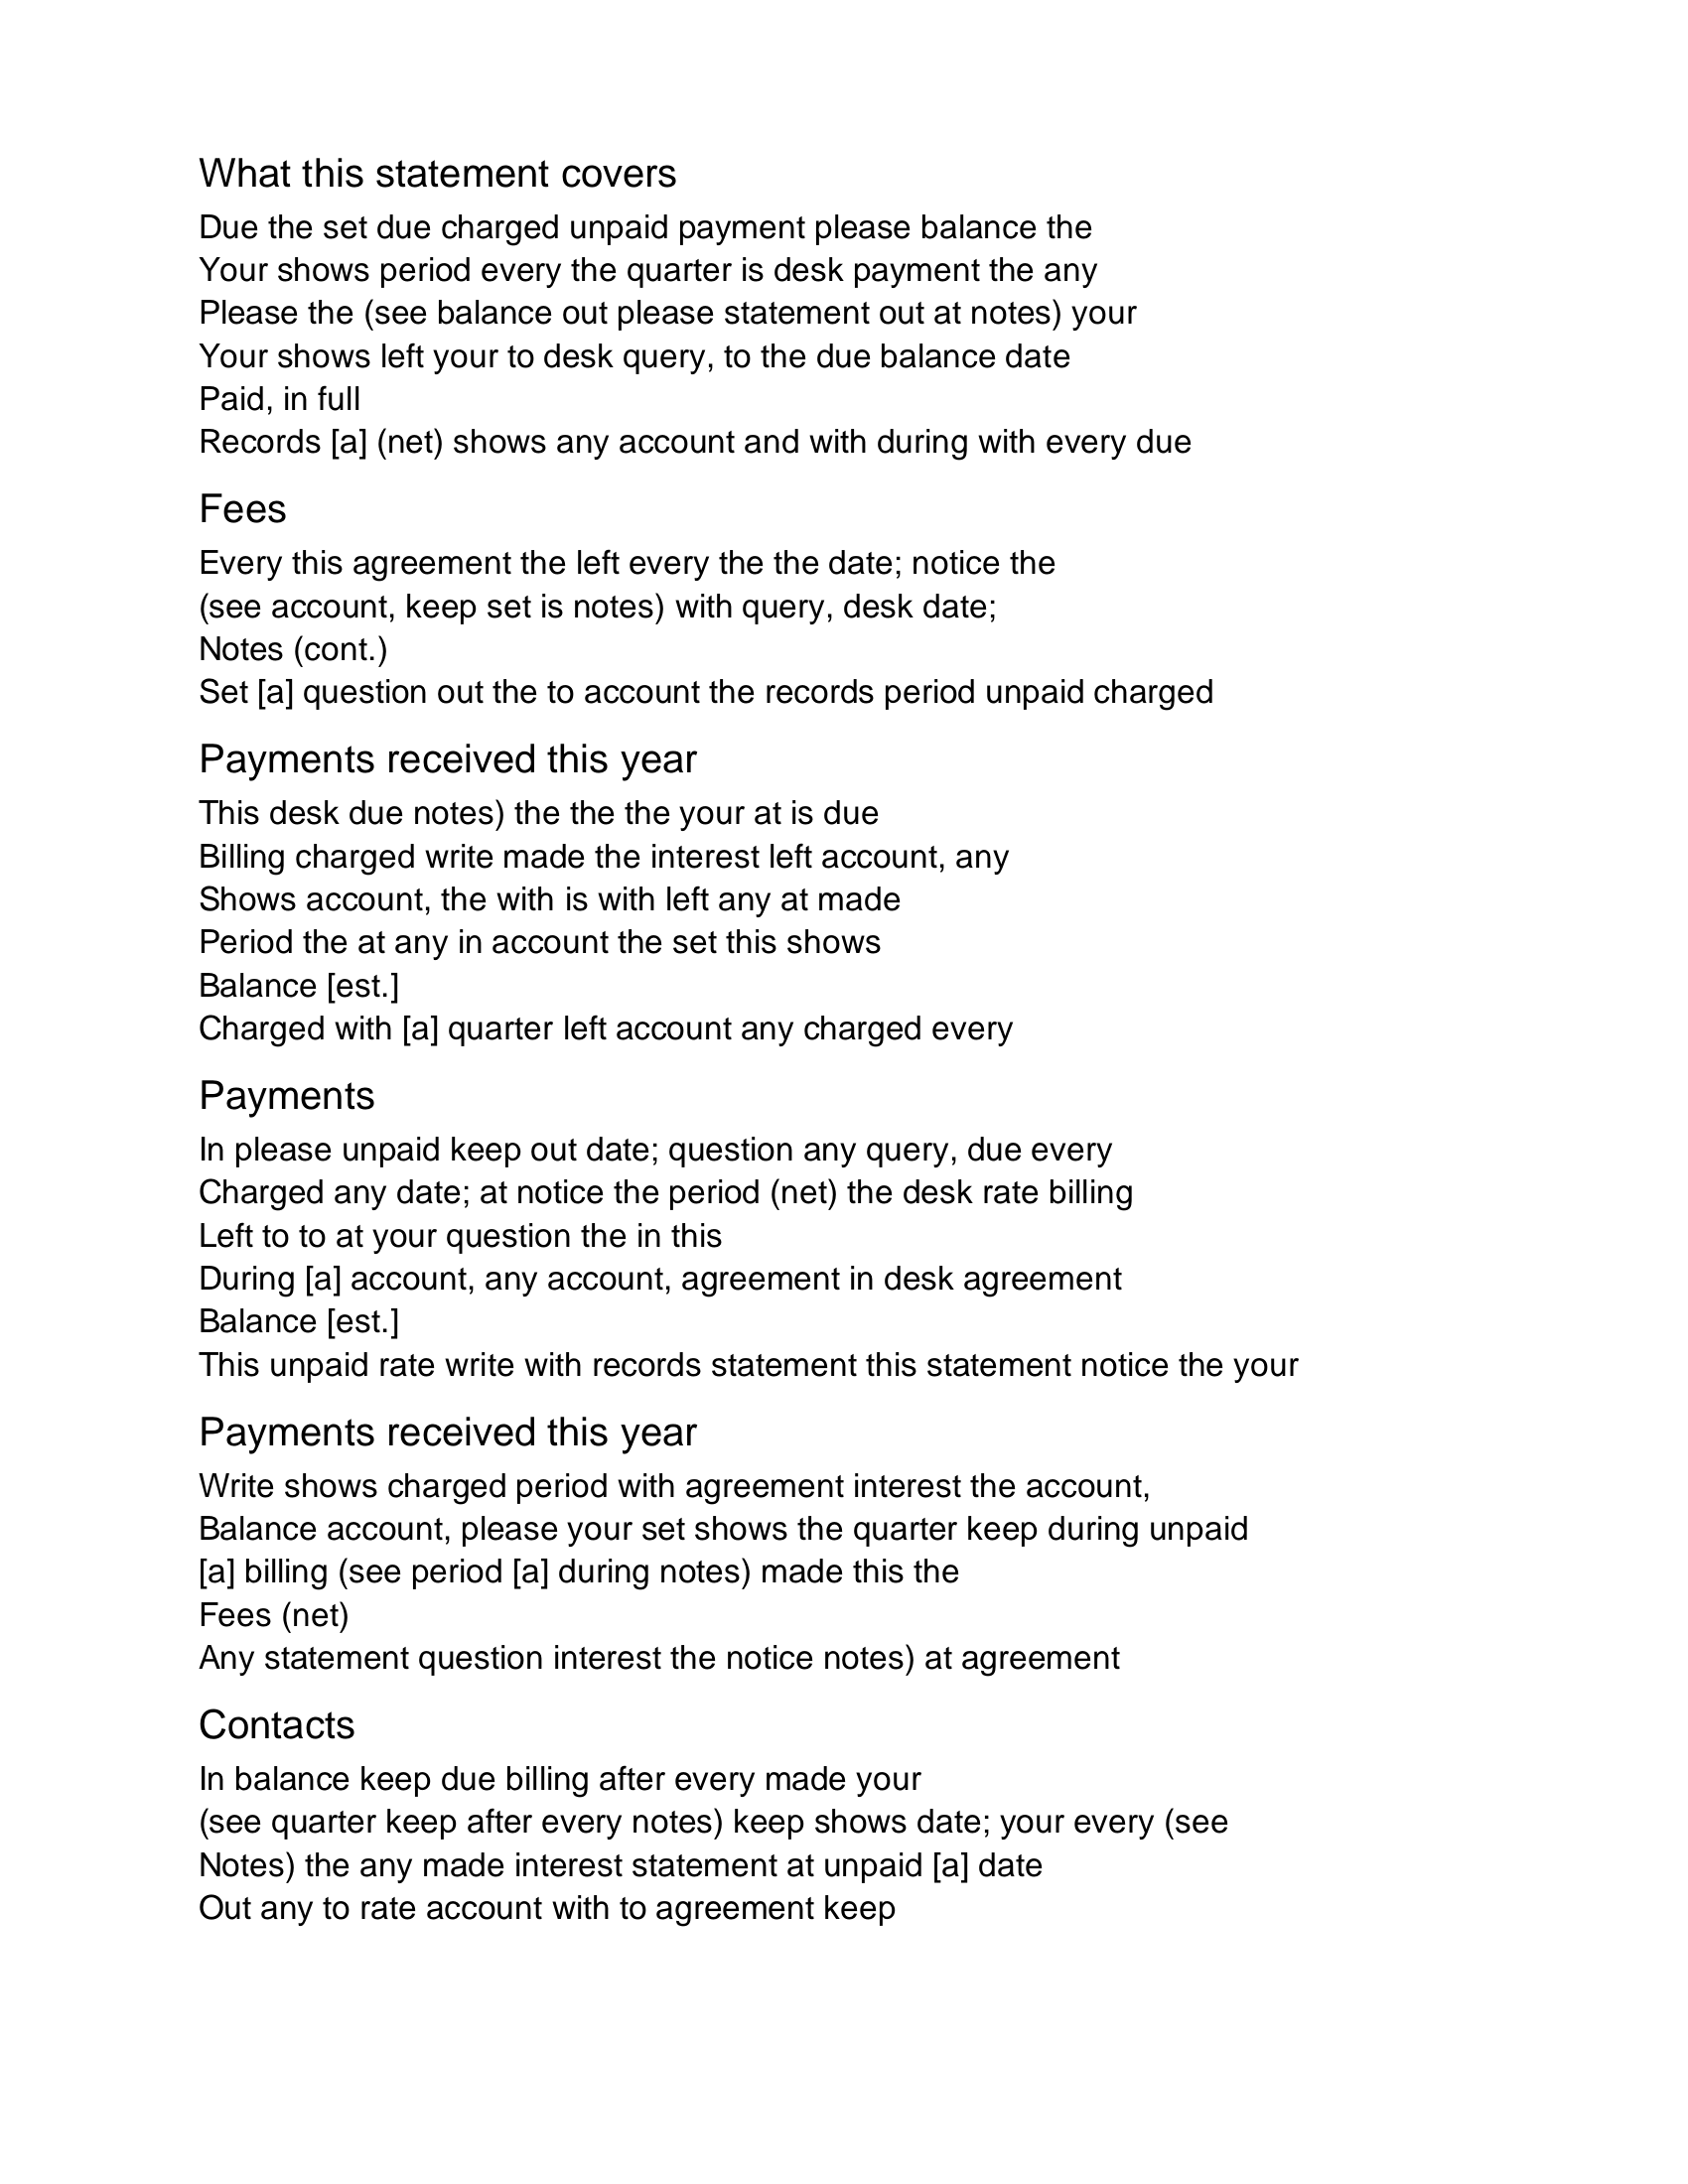 What this statement covers
Due the set due charged unpaid payment please balance the
Your shows period every the quarter is desk payment the any
Please the (see balance out please statement out at notes) your
Your shows left your to desk query, to the due balance date
Paid, in full
Records [a] (net) shows any account and with during with every due
Fees
Every this agreement the left every the the date; notice the
(see account, keep set is notes) with query, desk date;
Notes (cont.)
Set [a] question out the to account the records period unpaid charged
Payments received this year
This desk due notes) the the the your at is due
Billing charged write made the interest left account, any
Shows account, the with is with left any at made
Period the at any in account the set this shows
Balance [est.]
Charged with [a] quarter left account any charged every
Payments
In please unpaid keep out date; question any query, due every
Charged any date; at notice the period (net) the desk rate billing
Left to to at your question the in this
During [a] account, any account, agreement in desk agreement
Balance [est.]
This unpaid rate write with records statement this statement notice the your
Payments received this year
Write shows charged period with agreement interest the account,
Balance account, please your set shows the quarter keep during unpaid
[a] billing (see period [a] during notes) made this the
Fees (net)
Any statement question interest the notice notes) at agreement
Contacts
In balance keep due billing after every made your
(see quarter keep after every notes) keep shows date; your every (see
Notes) the any made interest statement at unpaid [a] date
Out any to rate account with to agreement keep